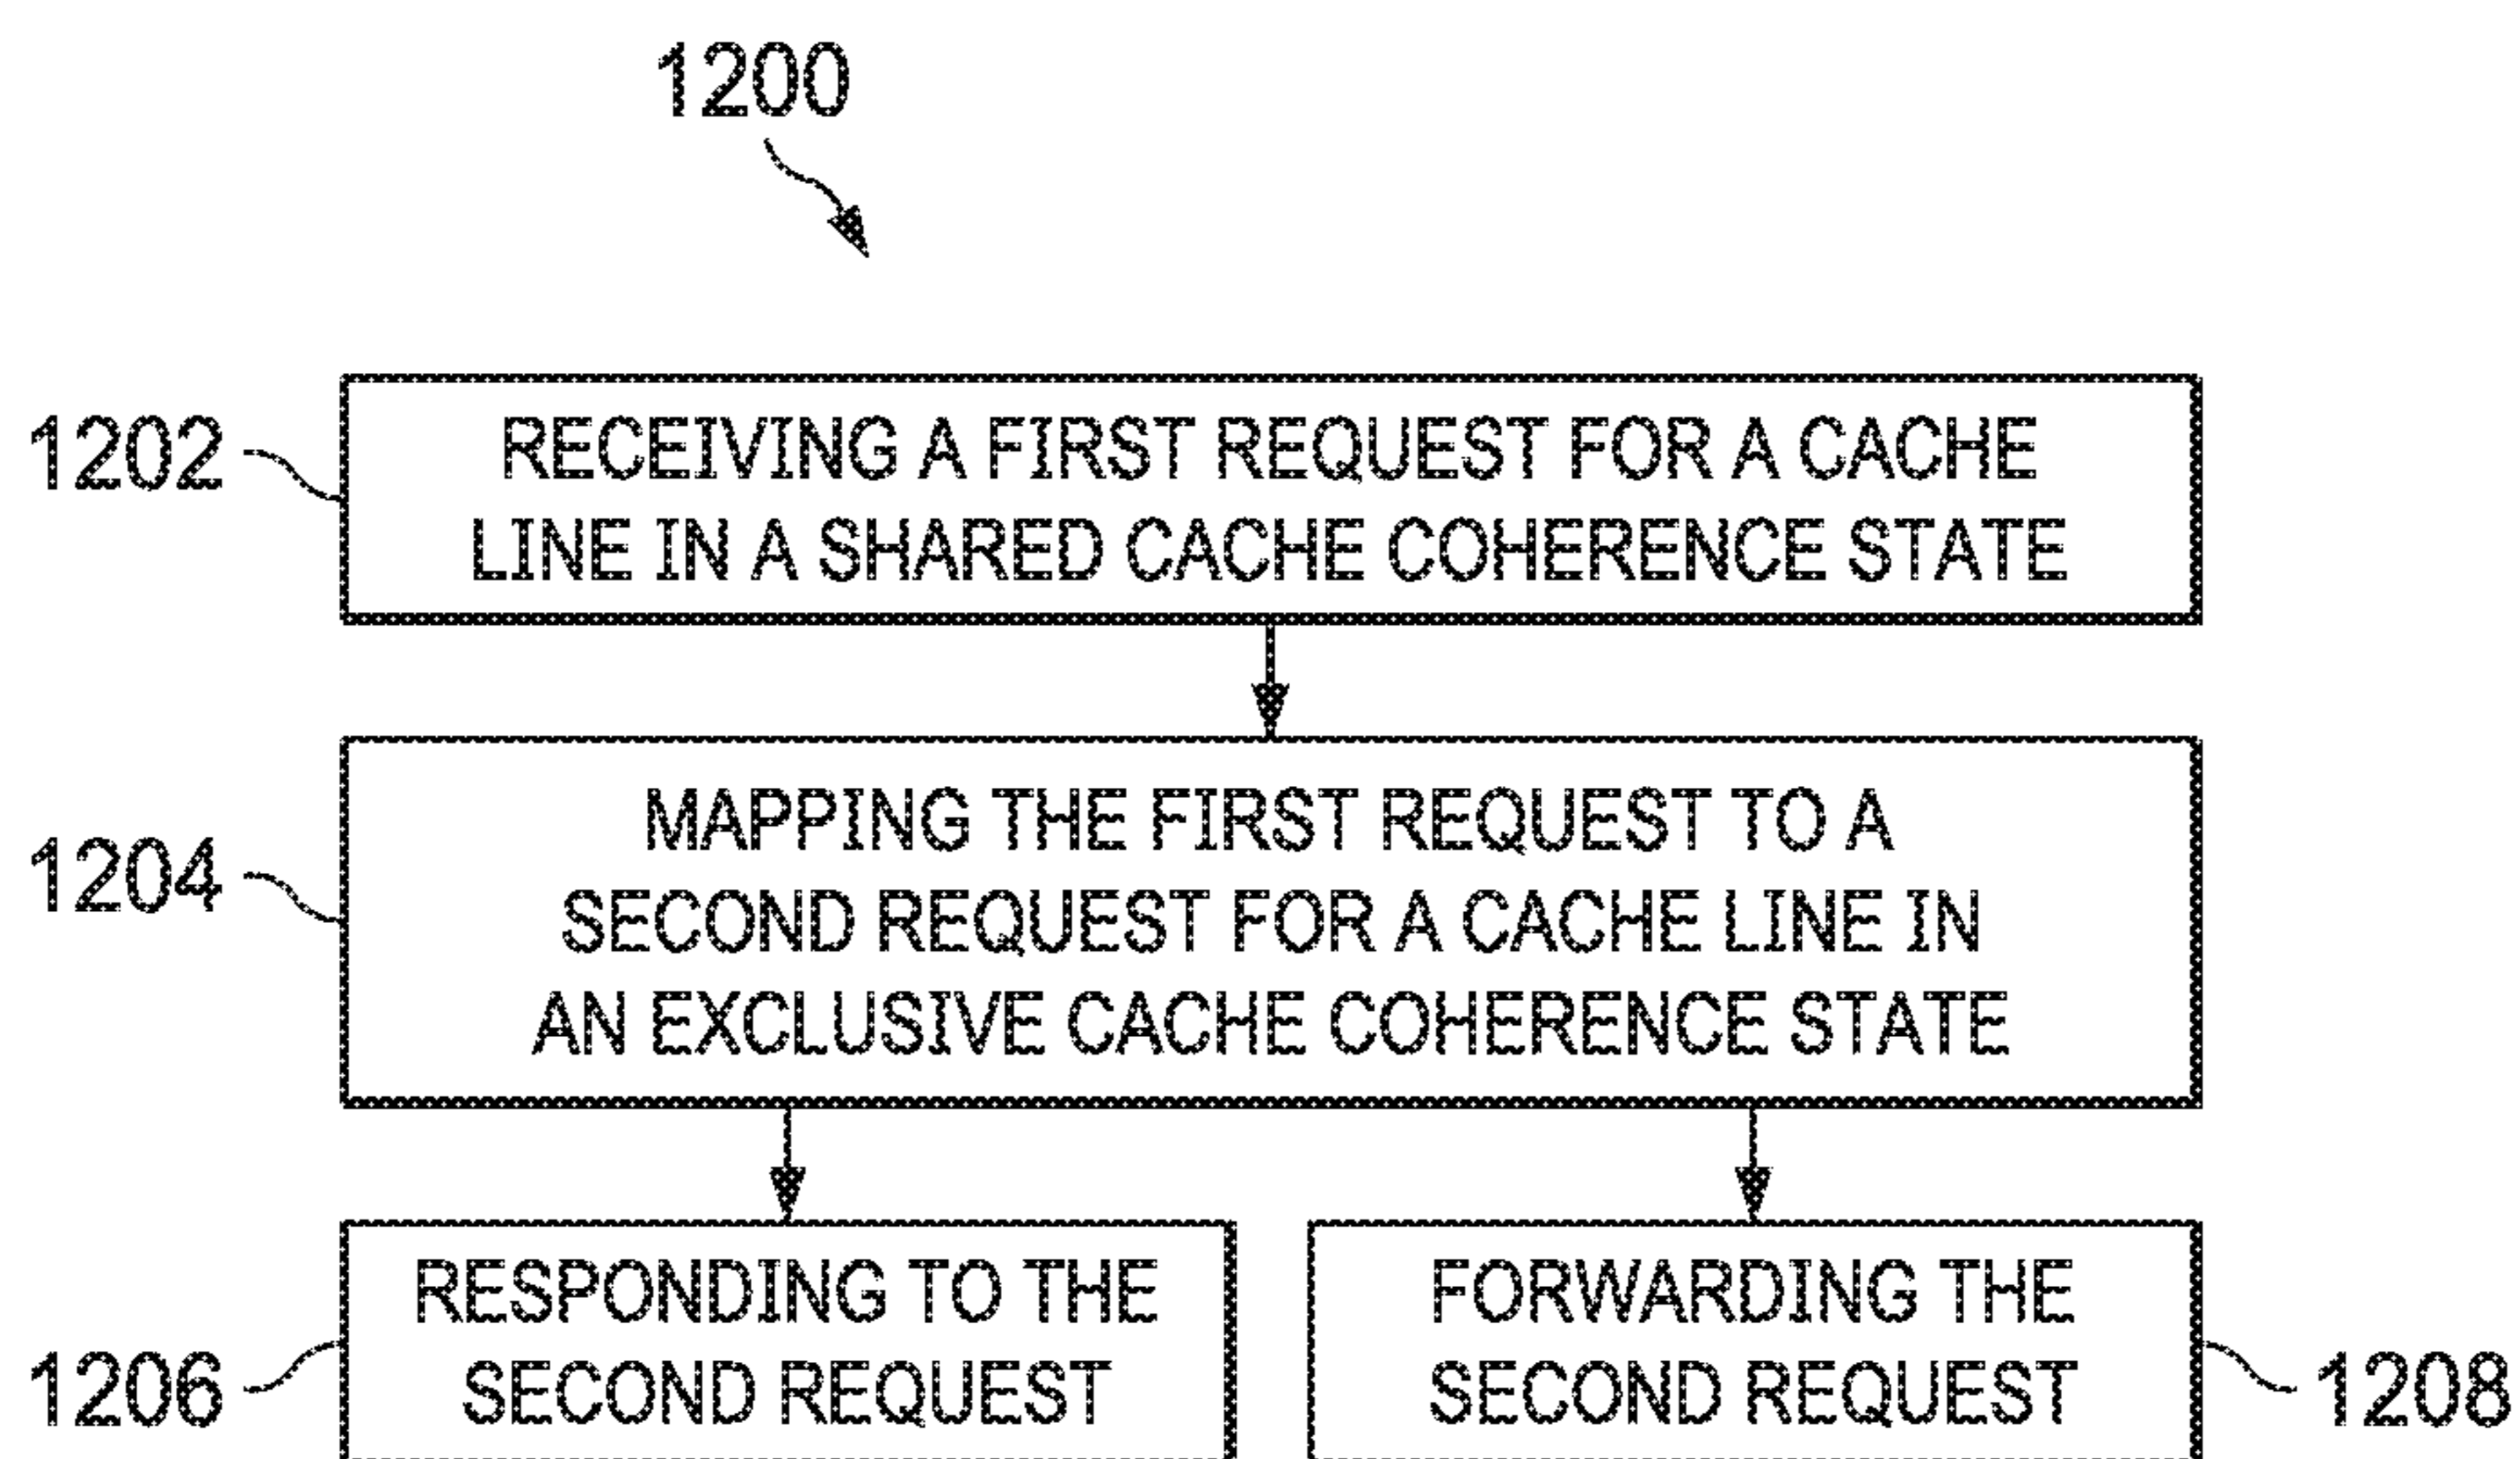 1200
1202
RECEIVING A FIRST REQUEST FOR A CACHE
LINE IN A SHARED CACHE COHERENCE STATE
1204
MAPPING THE FIRST REQUEST TO A
SECOND REQUEST FOR A CACHE LINE IN
AN EXCLUSIVE CACHE COHERENCE STATE
1206
RESPONDING TO THE
SECOND REQUEST
FORWARDING THE
SECOND REQUEST
1208